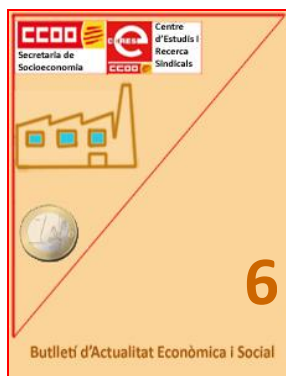 CCOO
Secretaria de
Socioeconomia
CERES
CCOO
Centre
d'Estudis i
Recerca
Sindicals
6
Butlletí d'Actualitat Econòmica i Social